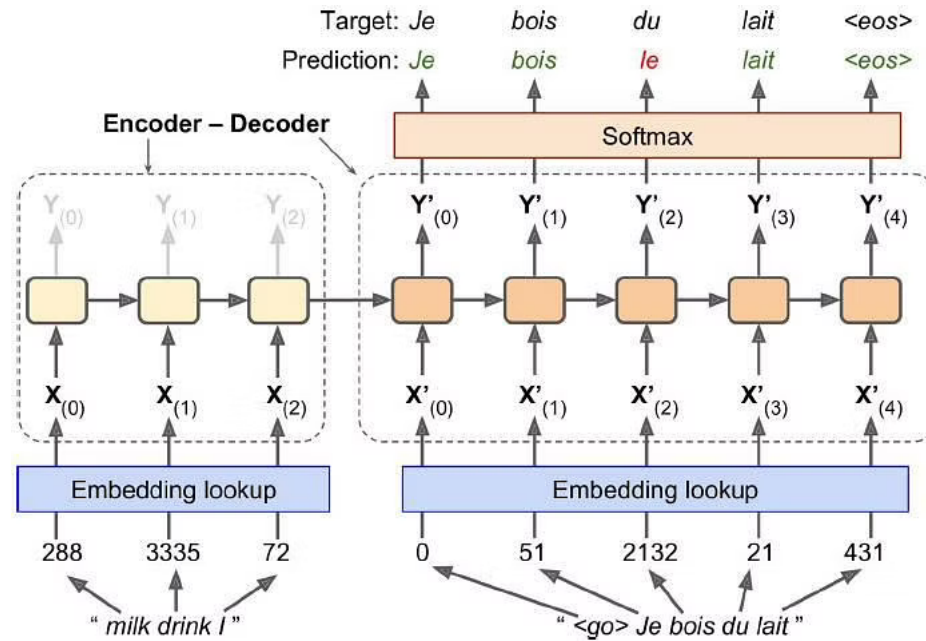 Target: Je bois du lait <eos>
Prediction: Je bois le lait <eos>
Encoder – Decoder
Softmax
Y(0) Y(1) Y(2) Y'(0) Y'(1) Y'(2) Y'(3) Y'(4)
X(0) X(1) X(2) X'(0) X'(1) X'(2) X'(3) X'(4)
Embedding lookup Embedding lookup
288 3335 72 0 51 2132 21 431
“ milk drink I ” “ <go> Je bois du lait ”